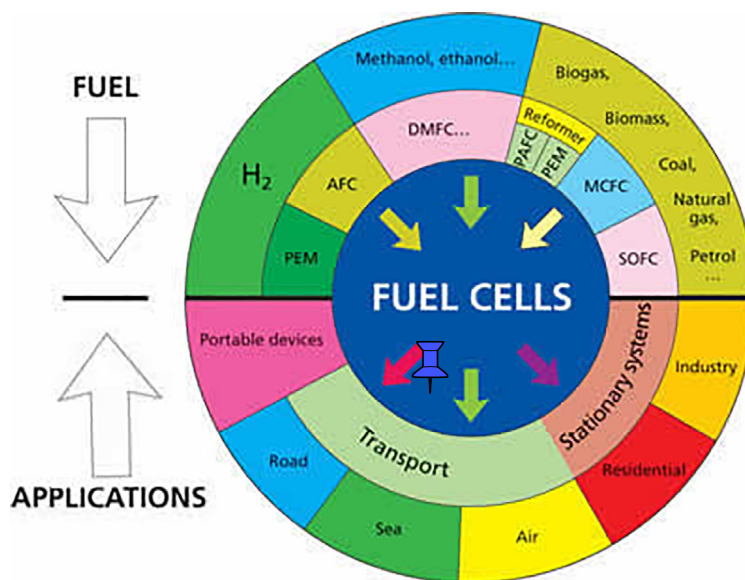 FUEL
Methanol, ethanol...
Biogas,
Biomass,
Coal,
Natural
gas,
Petrol
...
H2
DMFC...
Reformer
PAFC
PEM
AFC
MCFC
PEM
SOFC
FUEL CELLS
Portable devices
Stationary systems
Industry
Transport
Residential
Road
Sea
Air
APPLICATIONS